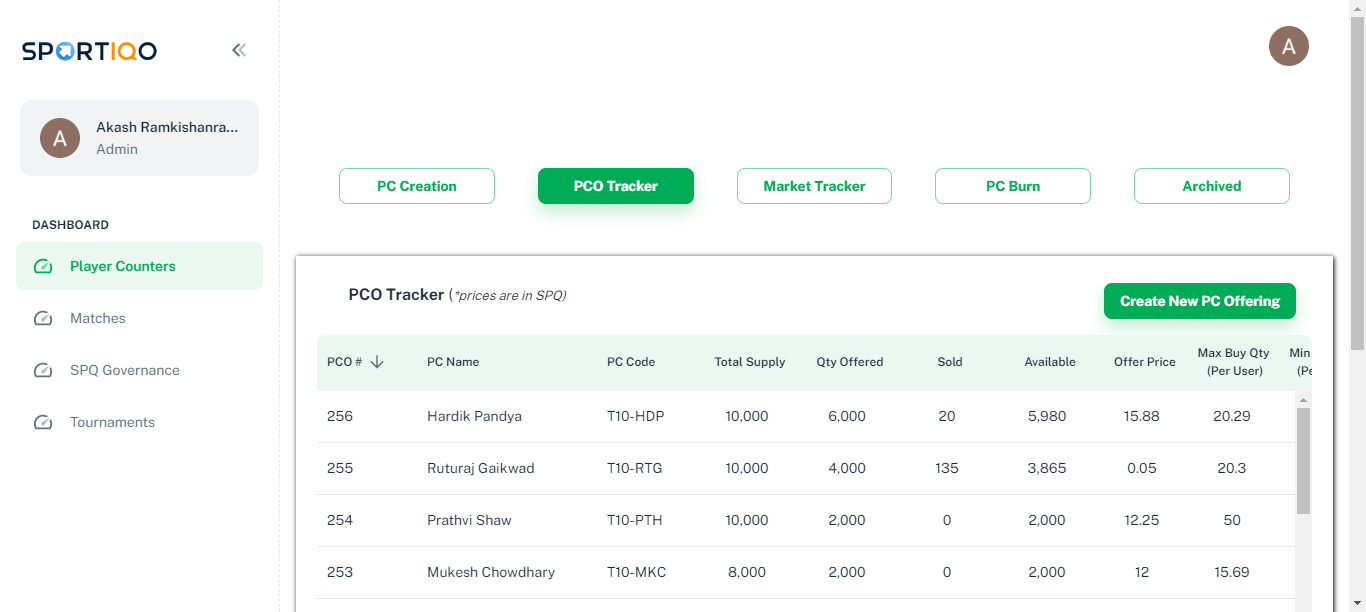 SPORTIQO
A
A
Akash Ramkishanra...
Admin
PC Creation
PCO Tracker
Market Tracker
PC Burn
Archived
DASHBOARD
Player Counters
Matches
SPQ Governance
Tournaments
PCO Tracker (*prices are in SPQ)
Create New PC Offering
PCO # PC Name PC Code Total Supply Qty Offered Sold Available Offer Price Max Buy Qty (Per User) Min (Pe
256 Hardik Pandya T10-HDP 10,000 6,000 20 5,980 15.88 20.29
255 Ruturaj Gaikwad T10-RTG 10,000 4,000 135 3,865 0.05 20.3
254 Prathvi Shaw T10-PTH 10,000 2,000 0 2,000 12.25 50
253 Mukesh Chowdhary T10-MKC 8,000 2,000 0 2,000 12 15.69